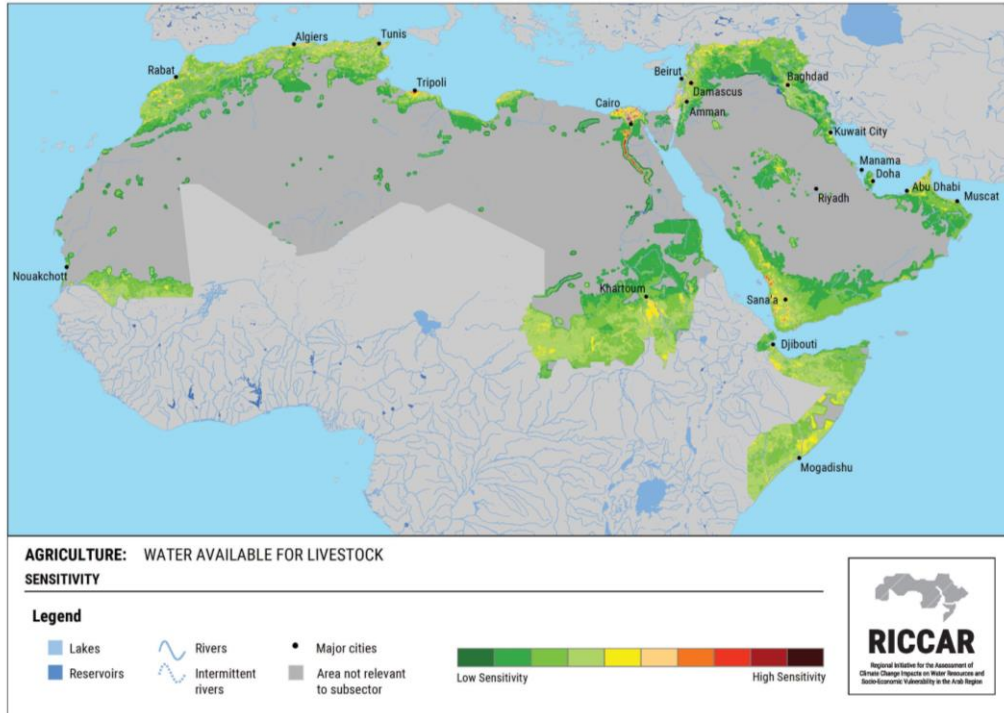 Algiers
Tunis
Rabat
Tripoli
Beirut
Baghdad
Damascus
Cairo
Amman
Kuwait City
Manama
Doha
Abu Dhabi
Riyadh
Muscat
Nouakchott
Khartoum
Sana'a
Djibouti
Mogadishu
AGRICULTURE: WATER AVAILABLE FOR LIVESTOCK
SENSITIVITY
Legend
Lakes
Rivers
Major cities
Reservoirs
Intermittent
rivers
Area not relevant
to subsector
Low Sensitivity
High Sensitivity
RICCAR
Regional Initiative for the Assessment of
Climate Change Impacts on Water Resources and
Socio-Economic Vulnerability in the Arab Region